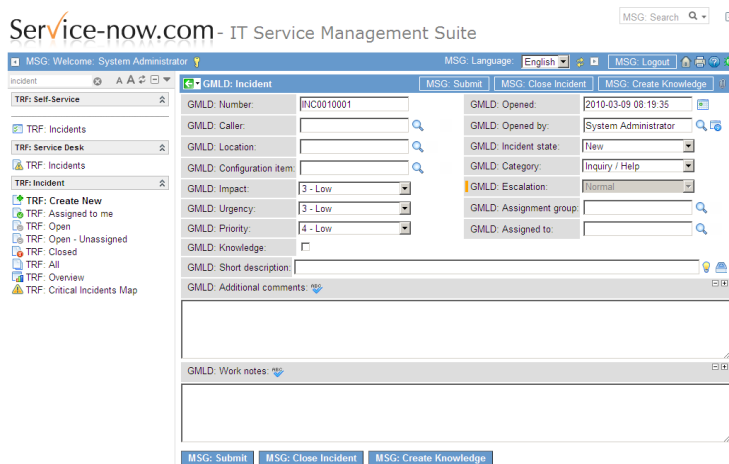 Service-now.com - IT Service Management Suite
MSG: Search
MSG: Welcome: System Administrator
MSG: Language: English
MSG: Logout
incident
A A
GMLD: Incident
MSG: Submit MSG: Close Incident MSG: Create Knowledge
TRF: Self-Service
TRF: Incidents
TRF: Service Desk
TRF: Incidents
TRF: Incident
TRF: Create New
TRF: Assigned to me
TRF: Open
TRF: Open - Unassigned
TRF: Closed
TRF: All
TRF: Overview
TRF: Critical Incidents Map
GMLD: Number: INC0010001
GMLD: Caller:
GMLD: Location:
GMLD: Configuration item:
GMLD: Impact: 3 - Low
GMLD: Urgency: 3 - Low
GMLD: Priority: 4 - Low
GMLD: Knowledge:
GMLD: Opened: 2010-03-09 08:19:35
GMLD: Opened by: System Administrator
GMLD: Incident state: New
GMLD: Category: Inquiry / Help
GMLD: Escalation: Normal
GMLD: Assignment group:
GMLD: Assigned to:
GMLD: Short description:
GMLD: Additional comments: ABC
GMLD: Work notes: ABC
MSG: Submit MSG: Close Incident MSG: Create Knowledge